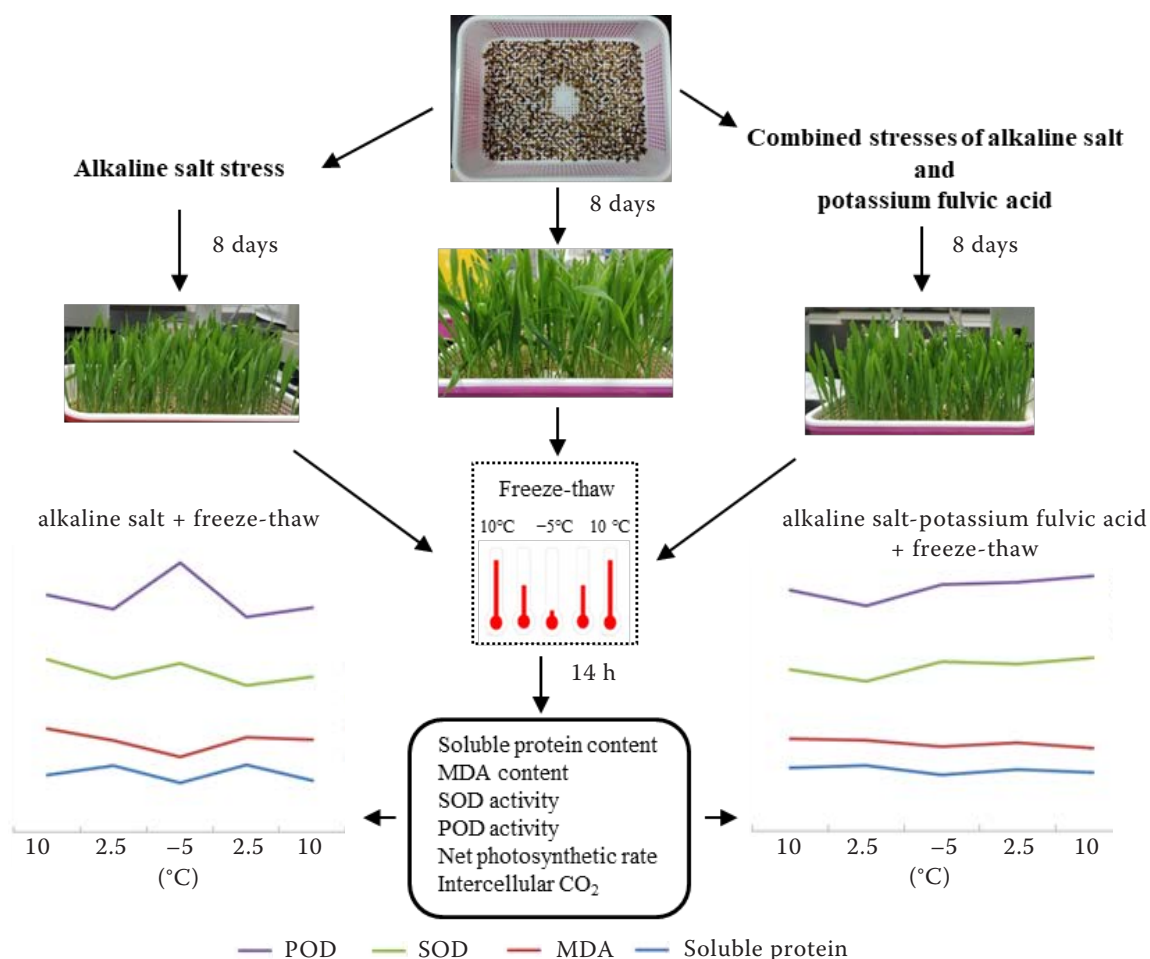 Alkaline salt stress
Combined stresses of alkaline salt
and
potassium fulvic acid
8 days
8 days
8 days
Freeze-thaw
10°C −5°C 10 °C
14 h
alkaline salt + freeze-thaw
alkaline salt-potassium fulvic acid
+ freeze-thaw
Soluble protein content
MDA content
SOD activity
POD activity
Net photosynthetic rate
Intercellular CO₂
10 2.5 −5 2.5 10
(°C)
10 2.5 −5 2.5 10
(°C)
POD SOD MDA Soluble protein